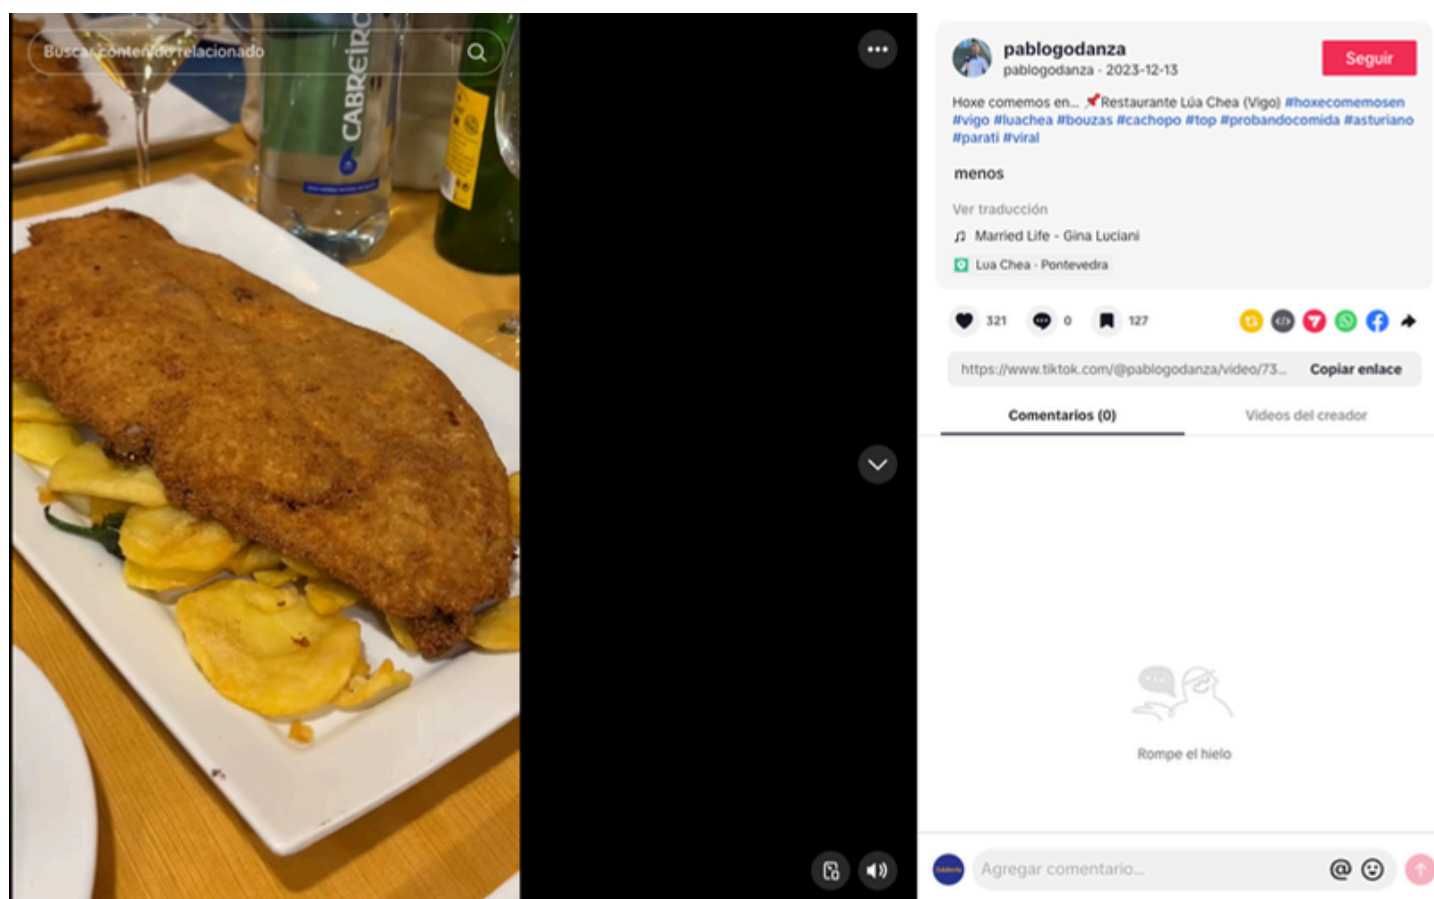 Buscar contenido relacionado
CABREIRO
pablogodanza
pablogodanza · 2023-12-13
Seguir
Hoxe comemos en... 📌Restaurante Lúa Chea (Vigo) #hoxecomemosen
#vigo #luachea #bouzas #cachopo #top #probandocomida #asturiano
#parati #viral
menos
Ver traducción
Married Life - Gina Luciani
Lua Chea · Pontevedra
321
0
127
https://www.tiktok.com/@pablogodanza/video/73...
Copiar enlace
Comentarios (0)
Videos del creador
Rompe el hielo
Agregar comentario...